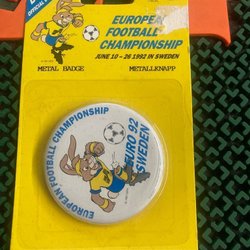 EUROPEAN
FOOTBALL
CHAMPIONSHIP
JUNE 10 - 26 1992 IN SWEDEN
METAL BADGE
METALLKNAPP
EUROPEAN FOOTBALL CHAMPIONSHIP
EURO 92
SWEDEN